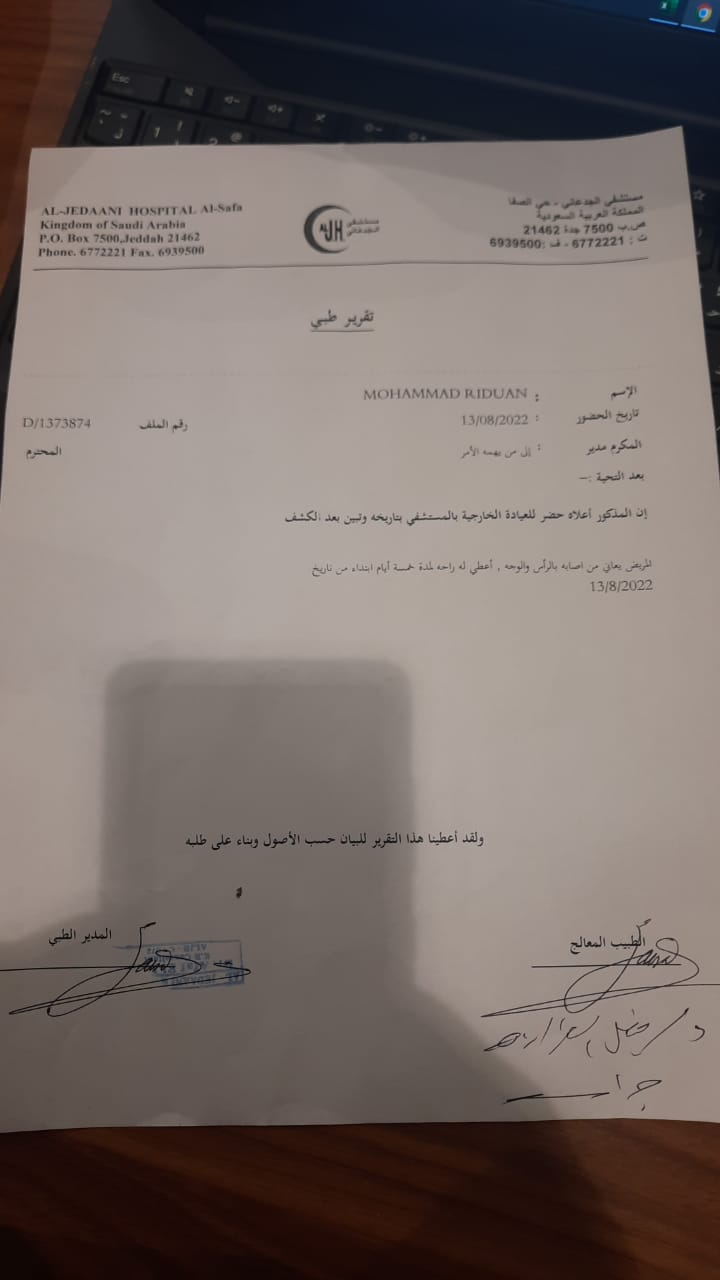 Esc
AL-JEDAANI HOSPITAL Al-Safa
Kingdom of Saudi Arabia
P.O. Box 7500,Jeddah 21462
Phone. 6772221 Fax. 6939500
AJH
مستشفى
الجدعاني
مستشفى الجدعاني - حي الصفا
المملكة العربية السعودية
ص.ب 7500 جدة 21462
ت : 6772221 - ف :6939500
تقرير طبي
الإسم : MOHAMMAD RIDUAN
تاريخ الحضور : 13/08/2022 رقم الملف D/1373874
المكرم مدير : إلى من يهمه الأمر المحترم
بعد التحية :–
إن المذكور أعلاه حضر للعيادة الخارجية بالمستشفي بتاريخه وتبين بعد الكشف
المريض يعاني من اصابه بالرأس والوجه , أعطي له راحه لمدة خمسة أيام ابتداء من تاريخ
13/8/2022
ولقد أعطينا هذا التقرير للبيان حسب الأصول وبناء على طلبه
الطبيب المعالج المدير الطبي